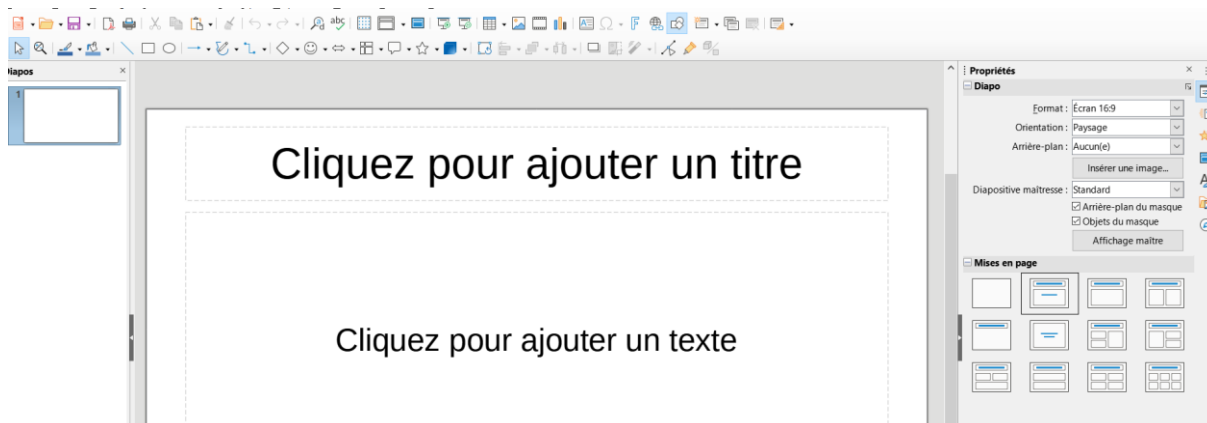 iapos
1
Cliquez pour ajouter un titre
Cliquez pour ajouter un texte
Propriétés
Diapo
Format : Écran 16:9
Orientation : Paysage
Arrière-plan : Aucun(e)
Insérer une image...
Diapositive maîtresse : Standard
Arrière-plan du masque
Objets du masque
Affichage maître
Mises en page